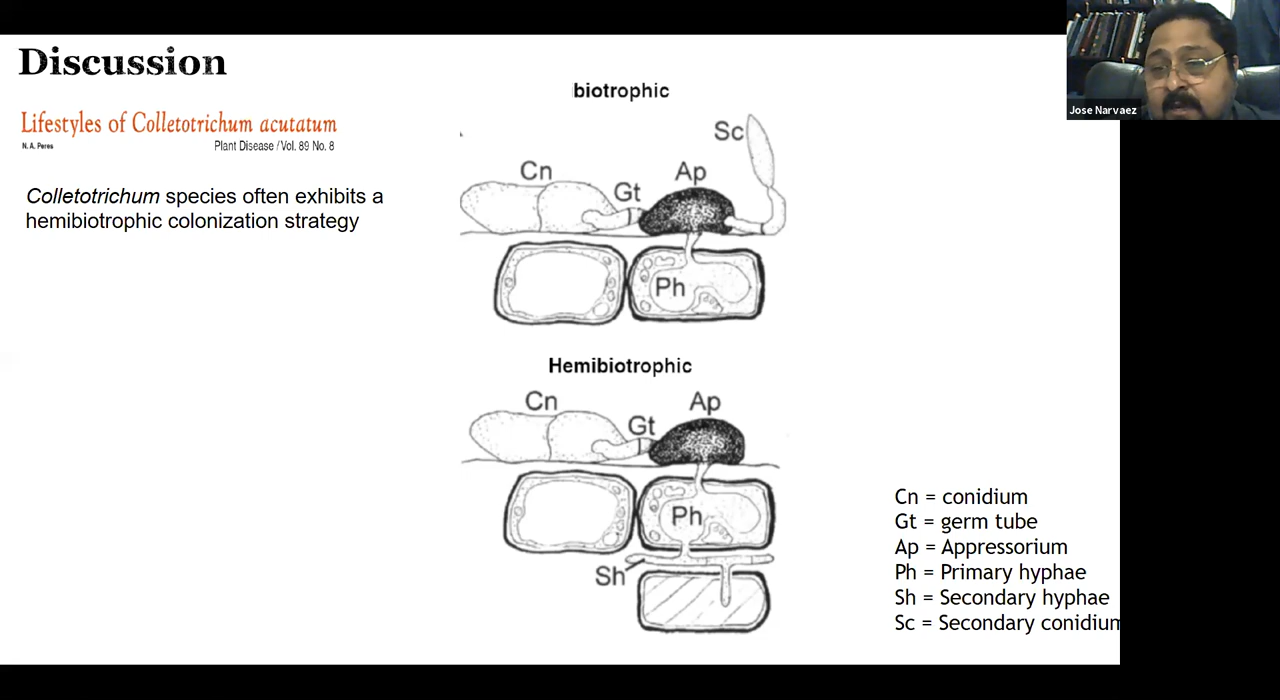 Discussion
Lifestyles of Colletotrichum acutatum
N. A. Peres
Plant Disease / Vol. 89 No. 8
Colletotrichum species often exhibits a
hemibiotrophic colonization strategy
biotrophic
Sc
Cn
Ap
Gt
Ph
Hemibiotrophic
Cn
Ap
Gt
Ph
Sh
Cn = conidium
Gt = germ tube
Ap = Appressorium
Ph = Primary hyphae
Sh = Secondary hyphae
Sc = Secondary conidium
Jose Narvaez